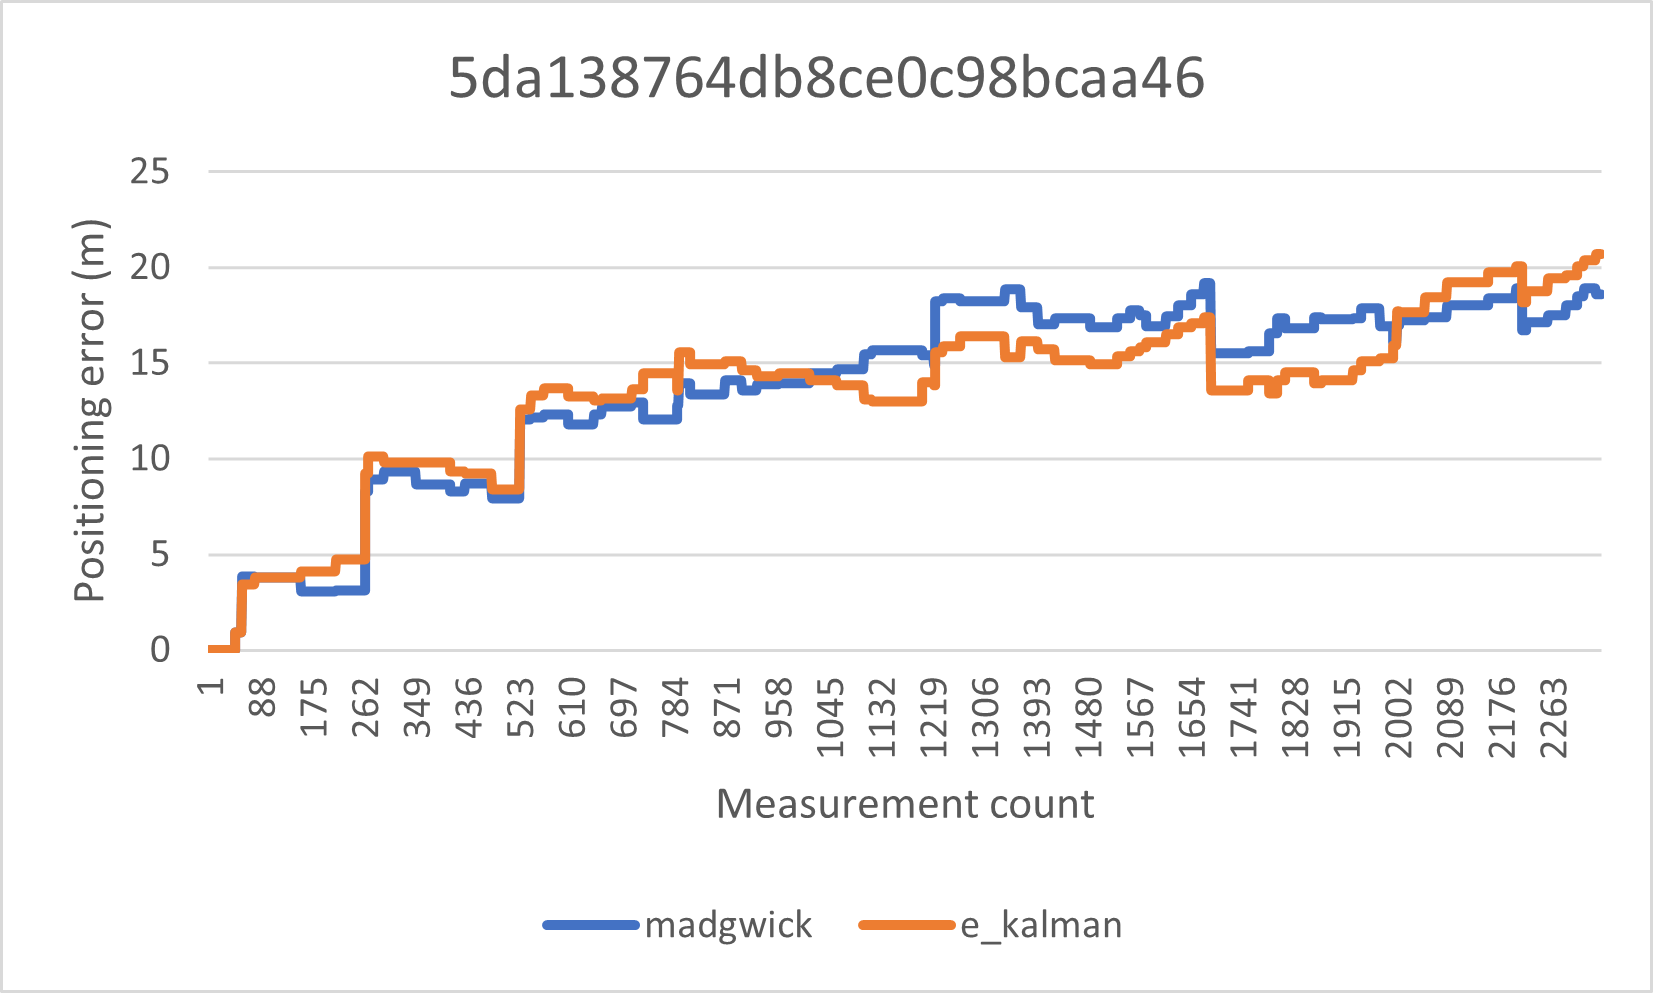 5da138764db8ce0c98bcaa46
Positioning error (m)
25
20
15
10
5
0
1 88 175 262 349 436 523 610 697 784 871 958 1045 1132 1219 1306 1393 1480 1567 1654 1741 1828 1915 2002 2089 2176 2263
Measurement count
madgwick e_kalman